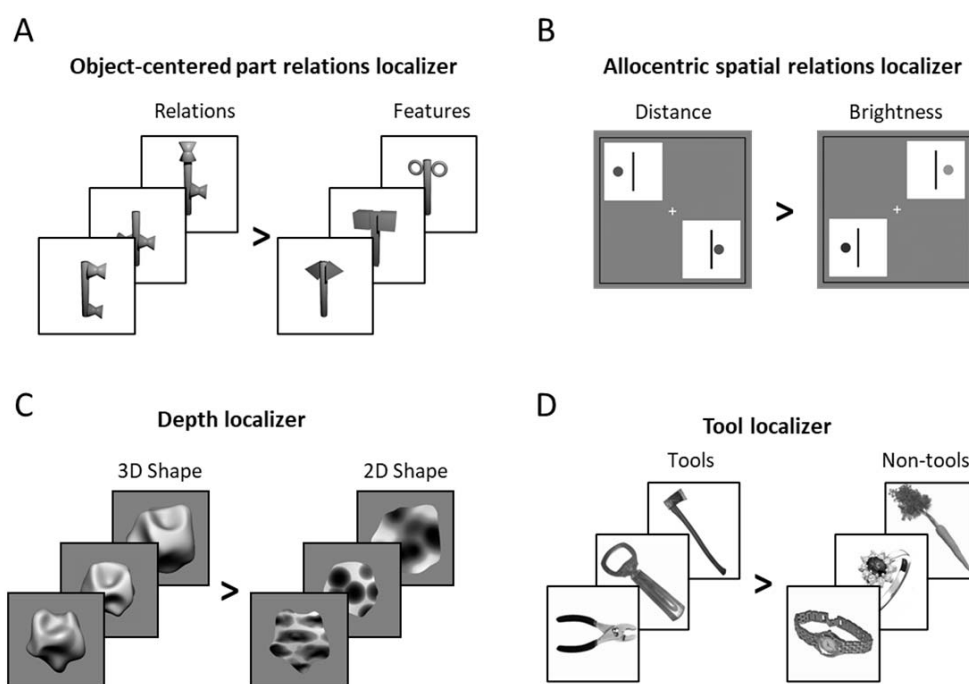 A
Object-centered part relations localizer
Relations
Features
>
B
Allocentric spatial relations localizer
Distance
Brightness
>
C
Depth localizer
3D Shape
2D Shape
>
D
Tool localizer
Tools
Non-tools
>